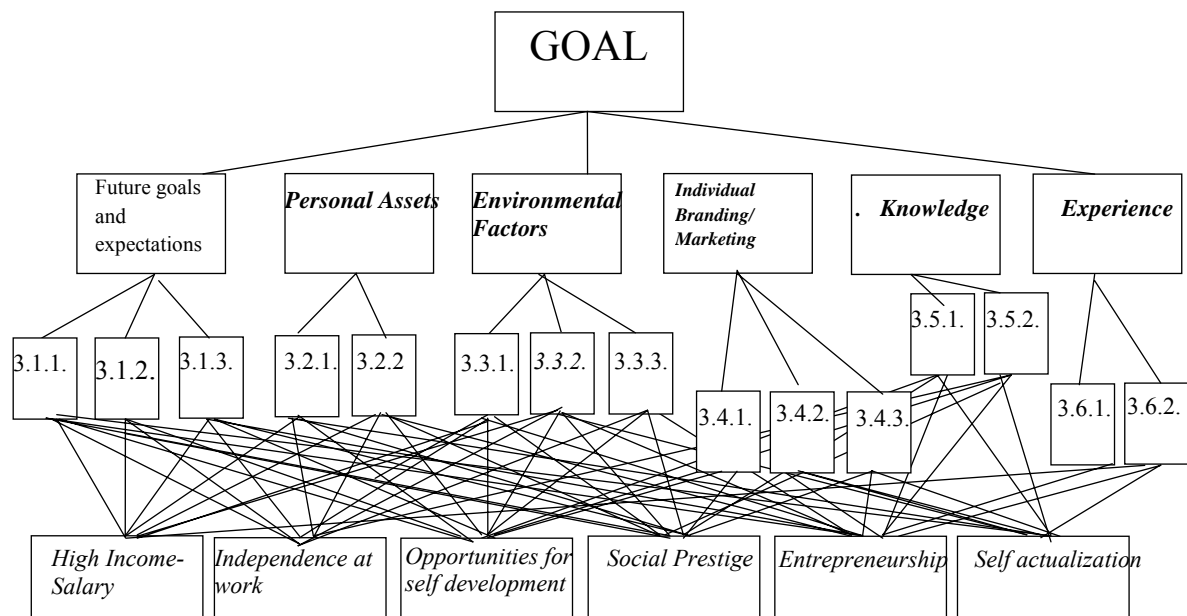 GOAL
Future goals
and
expectations
Personal Assets
Environmental
Factors
Individual
Branding/
Marketing
. Knowledge
Experience
3.1.1.
3.1.2.
3.1.3.
3.2.1.
3.2.2
3.3.1.
3.3.2.
3.3.3.
3.4.1.
3.4.2.
3.4.3.
3.5.1.
3.5.2.
3.6.1.
3.6.2.
High Income-
Salary
Independence at
work
Opportunities for
self development
Social Prestige
Entrepreneurship
Self actualization